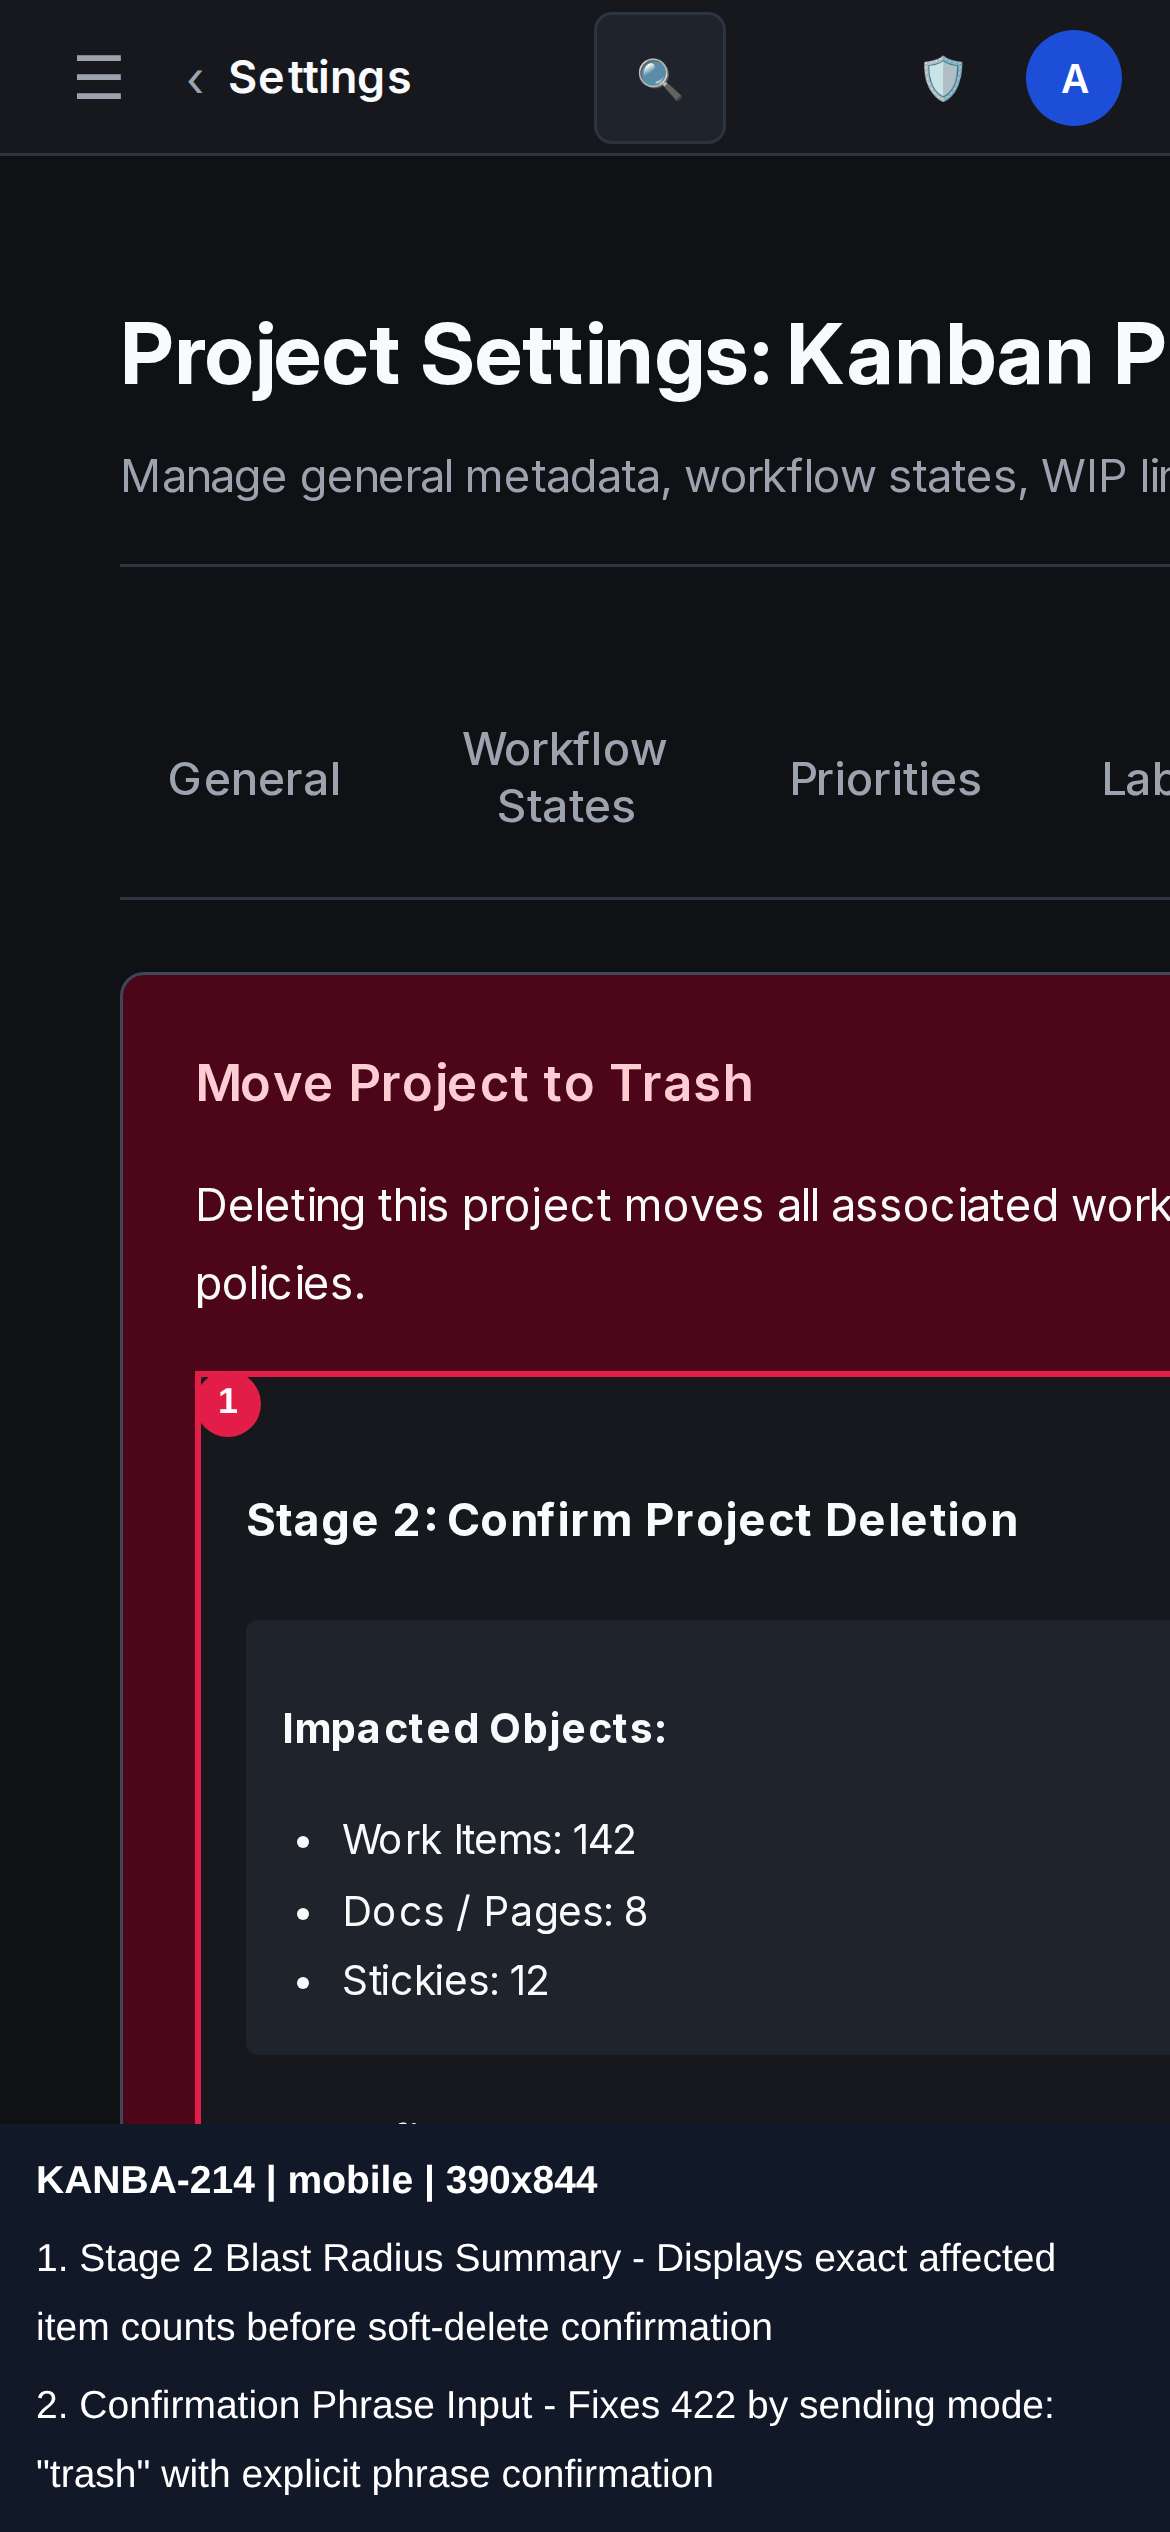 Settings
A
Project Settings: Kanban P
Manage general metadata, workflow states, WIP
General
Workflow
States
Priorities
Lab
Move Project to Trash
Deleting this project moves all associated work
policies.
1
Stage 2: Confirm Project Deletion
Impacted Objects:
• Work Items: 142
• Docs / Pages: 8
• Stickies: 12
KANBA-214 | mobile | 390x844
1. Stage 2 Blast Radius Summary - Displays exact affected
item counts before soft-delete confirmation
2. Confirmation Phrase Input - Fixes 422 by sending mode:
"trash" with explicit phrase confirmation